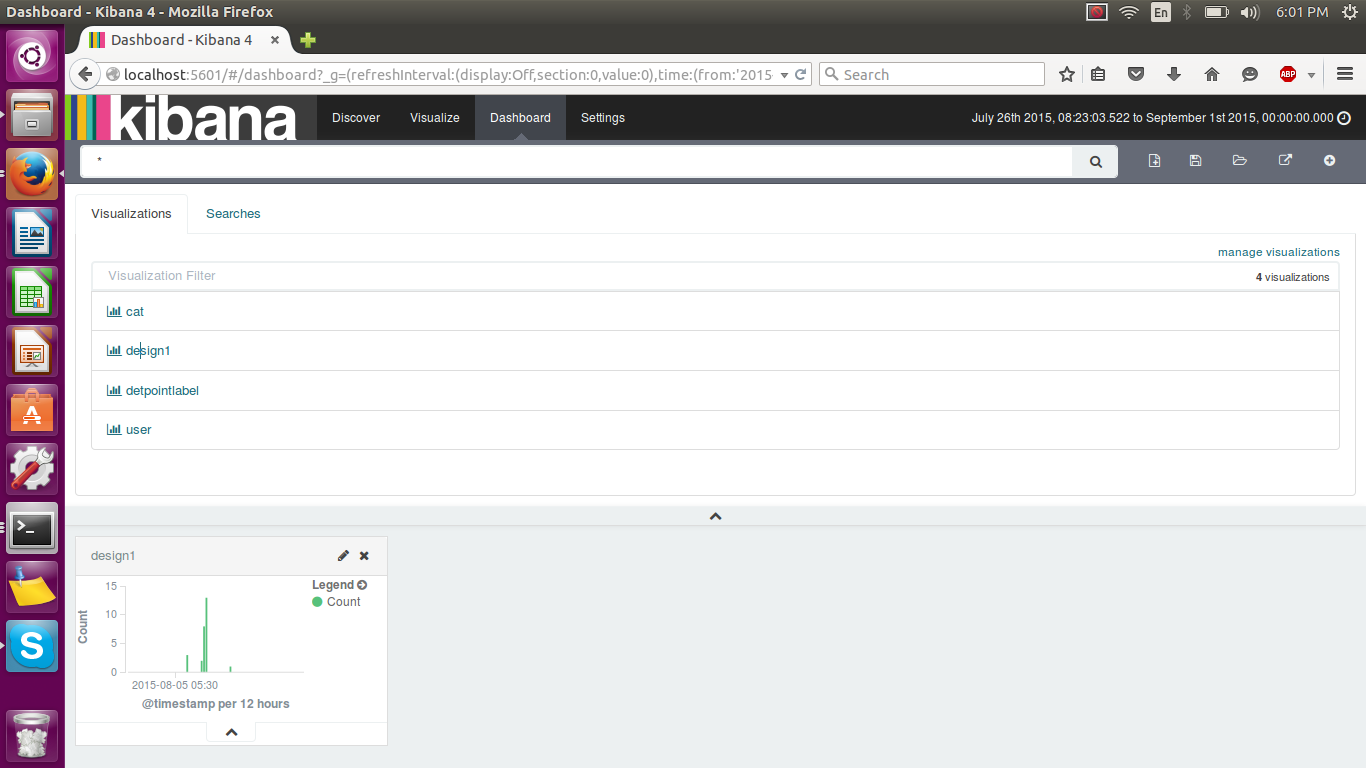 Dashboard - Kibana 4 - Mozilla Firefox
En
6:01 PM
Dashboard - Kibana 4
localhost:5601/#/dashboard?_g=(refreshInterval:(display:Off,section:0,value:0),time:(from:'2015
Search
ABP
kibana
Discover
Visualize
Dashboard
Settings
July 26th 2015, 08:23:03.522 to September 1st 2015, 00:00:00.000
*
Visualizations
Searches
manage visualizations
Visualization Filter
4 visualizations
cat
design1
detpointlabel
user
design1
Legend
Count
15
10
5
0
Count
2015-08-05 05:30
@timestamp per 12 hours